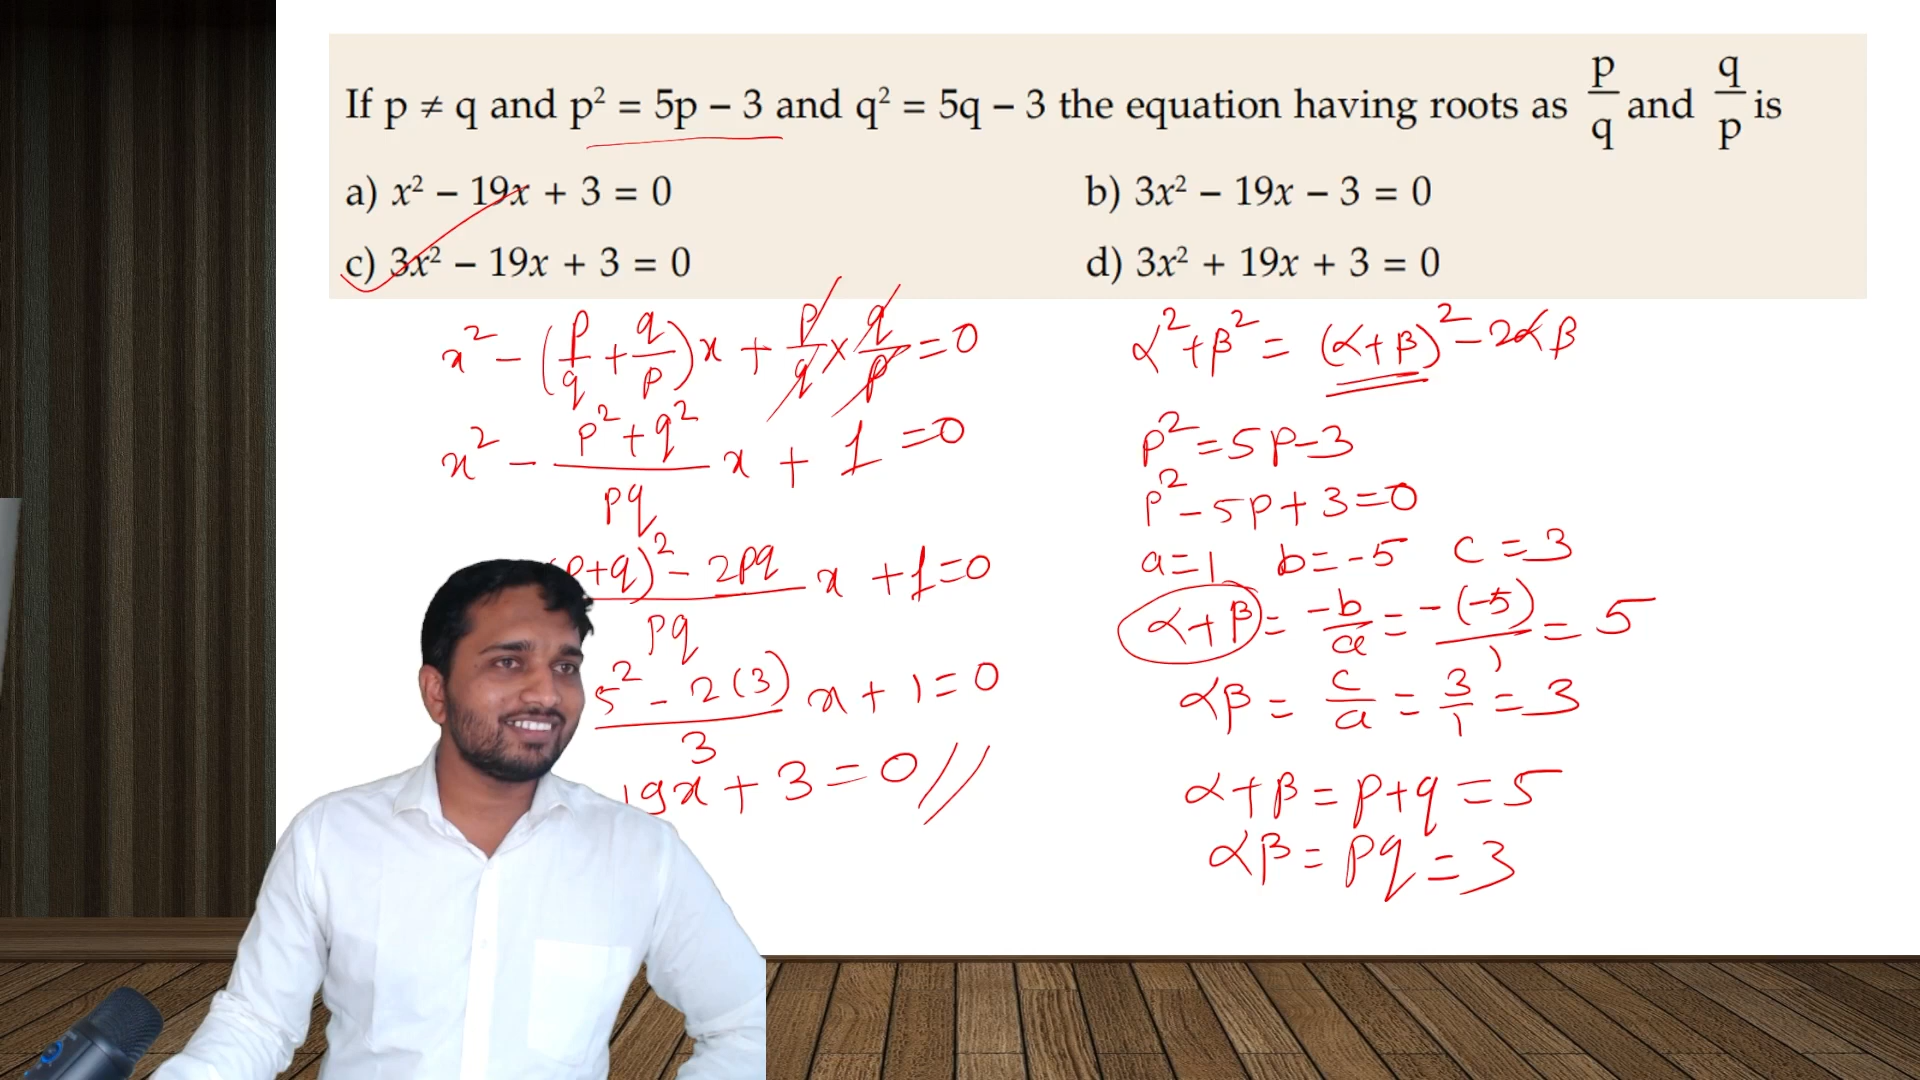 If p ≠ q and p² = 5p – 3 and q² = 5q – 3 the equation having roots as p/q and q/p is
a) x² – 19x + 3 = 0
b) 3x² – 19x – 3 = 0
c) 3x² – 19x + 3 = 0
d) 3x² + 19x + 3 = 0
x² – (p/q + q/p)x + p/q × q/p = 0
x² – (p² + q²)/pq x + 1 = 0
p+q)² – 2pq/pq x + 1 = 0
5² – 2(3)/3 x + 1 = 0
19x + 3 = 0 //
α² + β² = (α+β)² – 2αβ
p² = 5p – 3
p² – 5p + 3 = 0
a = 1 b = –5 c = 3
α+β = –b/a = –(–5)/1 = 5
αβ = c/a = 3/1 = 3
α+β = p+q = 5
αβ = pq = 3